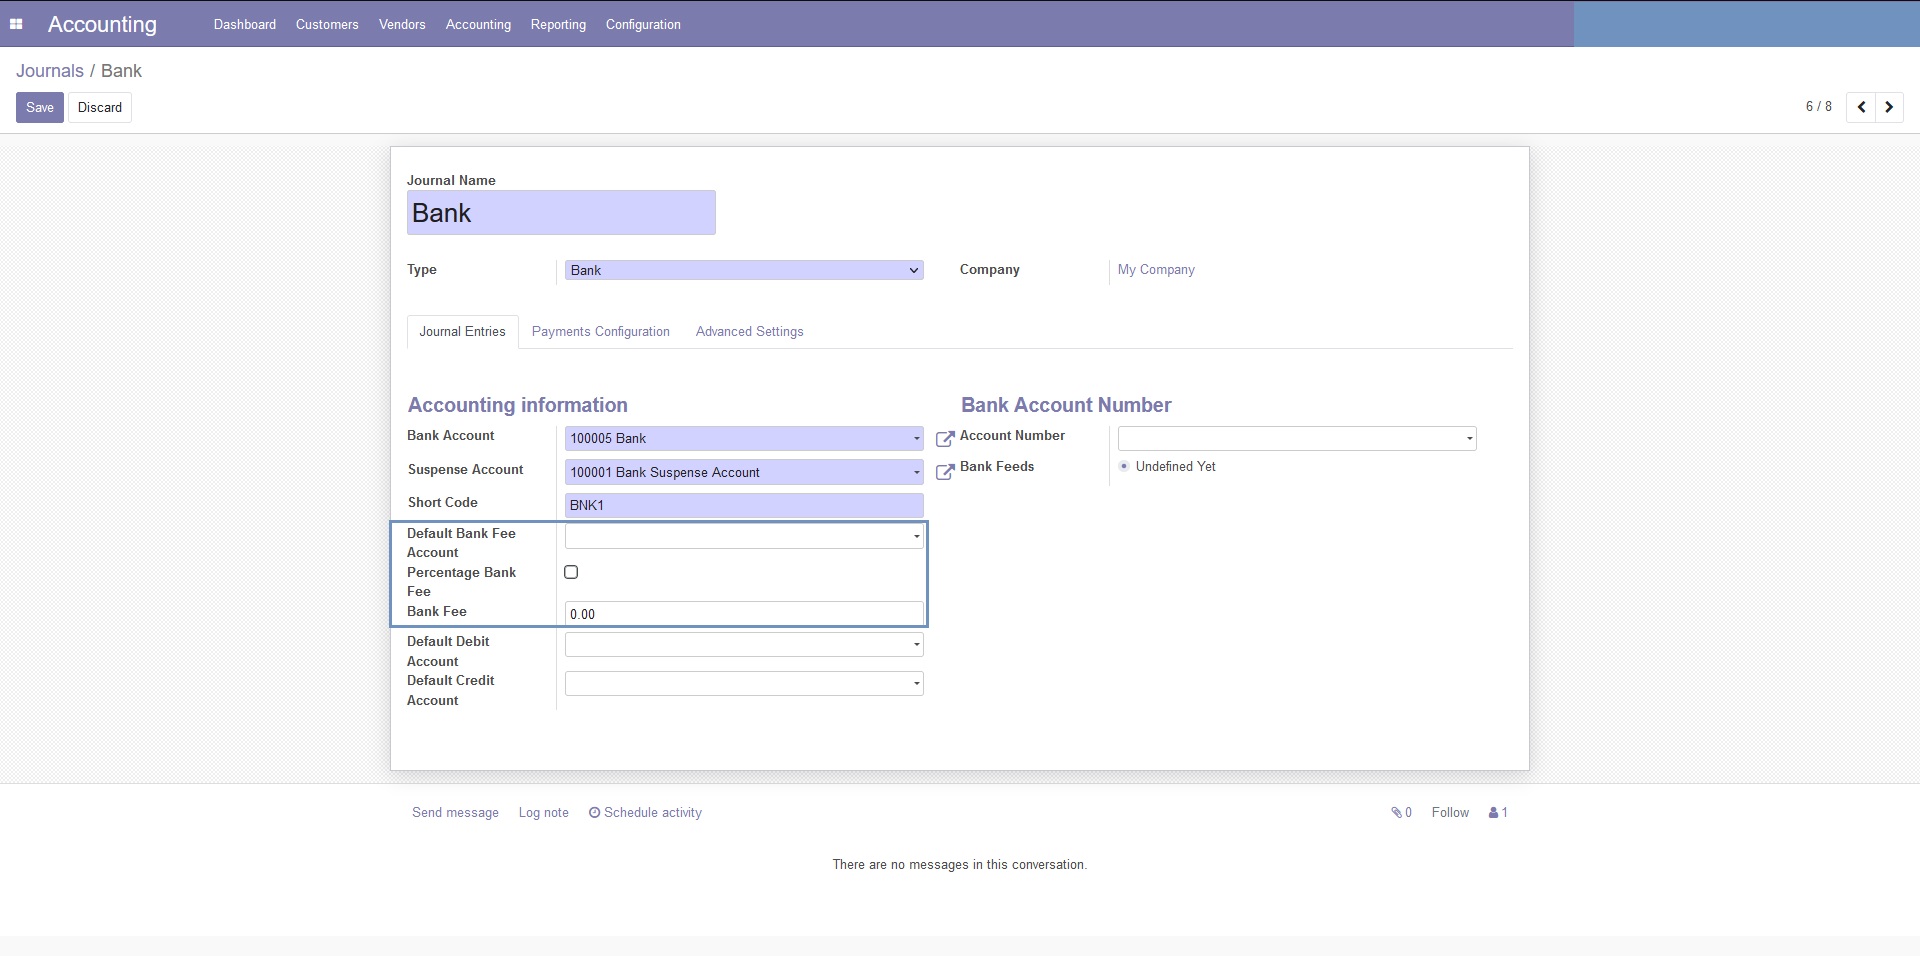 Accounting Dashboard Customers Vendors Accounting Reporting Configuration
Journals / Bank
Save Discard 6 / 8
Journal Name
Bank
Type Bank Company My Company
Journal Entries Payments Configuration Advanced Settings
Accounting information
Bank Account 100005 Bank
Suspense Account 100001 Bank Suspense Account
Short Code BNK1
Default Bank Fee
Account
Percentage Bank
Fee
Bank Fee 0.00
Default Debit
Account
Default Credit
Account
Bank Account Number
Account Number
Bank Feeds Undefined Yet
Send message Log note Schedule activity 0 Follow 1
There are no messages in this conversation.